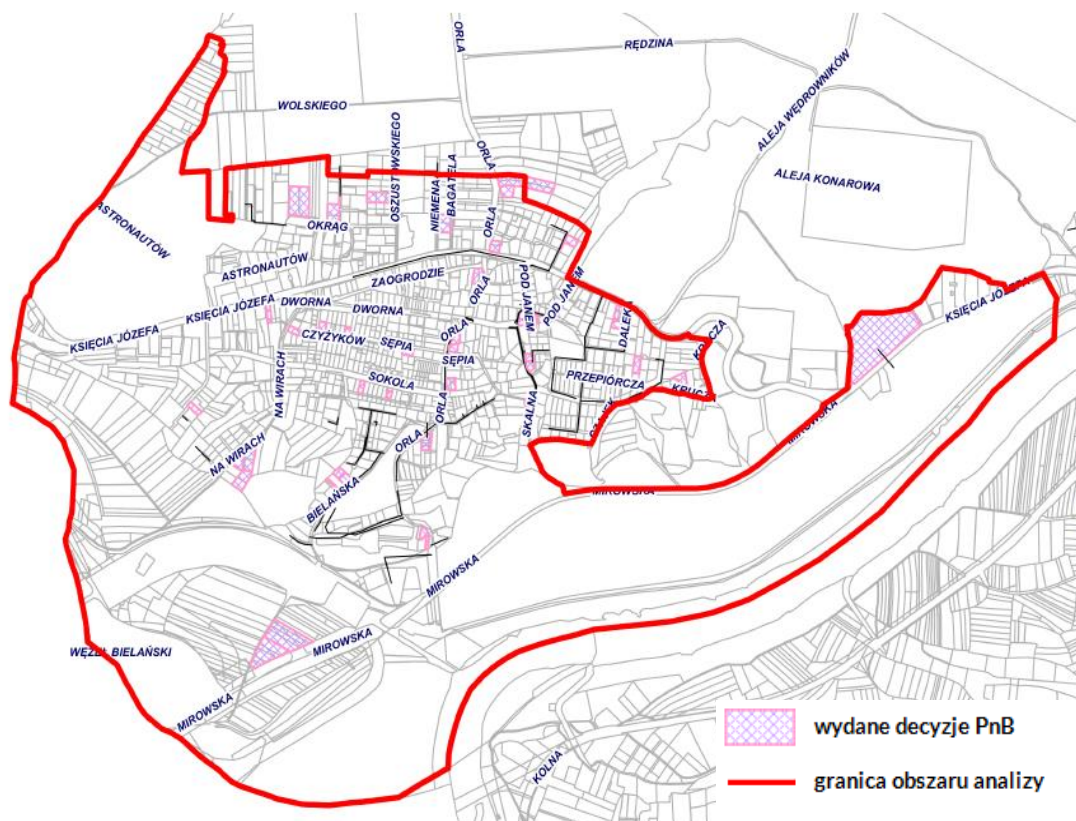 ORLA
RĘDZINA
ALEJA WĘDROWNIKÓW
WOLSKIEGO
OSZUSTOWSKIEGO
ORLA
ALEJA KONAROWA
NIEMENA
BAGATELA
ASTRONAUTÓW
OKRĄG
ORLA
ASTRONAUTÓW
ZAOGRODZIE
POD JANEM
POD JANEM
ORLA
KSIĘCIA JÓZEFA
KSIĘCIA JÓZEFA
DWORNA
DWORNA
DALEKA
KSIĘCIA JÓZEFA
CZYŻYKÓW
SĘPIA
ORLA
KRUCZA
SĘPIA
NA WIRACH
SOKOLA
PRZEPIÓRCZA
KRUCZA
ORLA
SKALNA
MIROWSKA
ORLA
NA WIRACH
BIELAŃSKA
MIROWSKA
MIROWSKA
MIROWSKA
WĘZEŁ BIELAŃSKI
MIROWSKA
KOLNA
wydane decyzje PnB
granica obszaru analizy